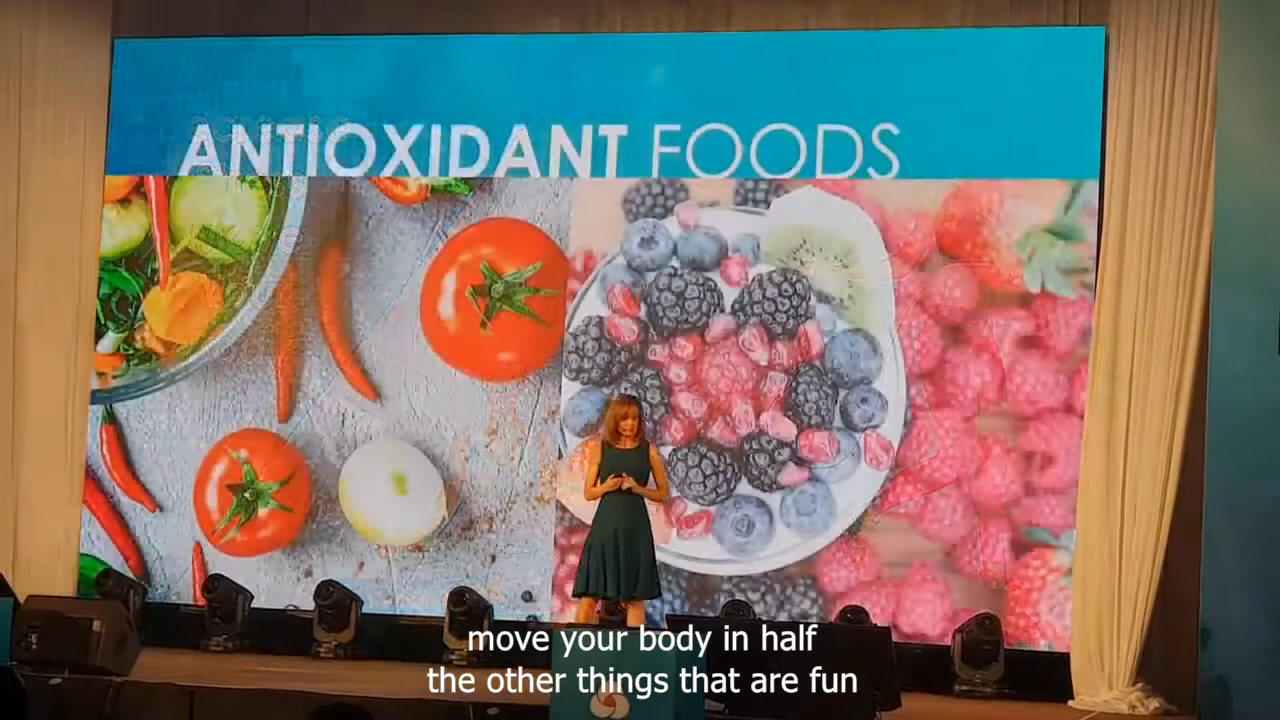 ANTIOXIDANT FOODS
move your body in half
the other things that are fun